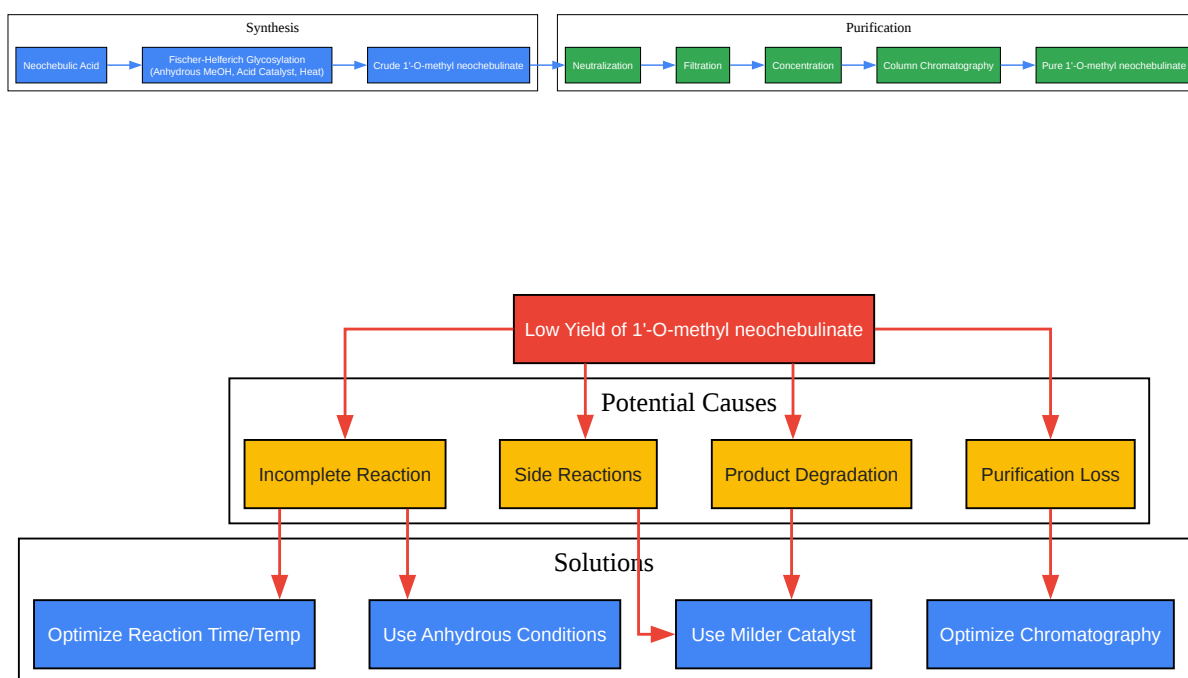 Synthesis
Purification
Neochebulic Acid
Fischer-Helferich Glycosylation
(Anhydrous MeOH, Acid Catalyst, Heat)
Crude 1'-O-methyl neochebulinate
Neutralization
Filtration
Concentration
Column Chromatography
Pure 1'-O-methyl neochebulinate
Low Yield of 1'-O-methyl neochebulinate
Potential Causes
Incomplete Reaction
Side Reactions
Product Degradation
Purification Loss
Solutions
Optimize Reaction Time/Temp
Use Anhydrous Conditions
Use Milder Catalyst
Optimize Chromatography